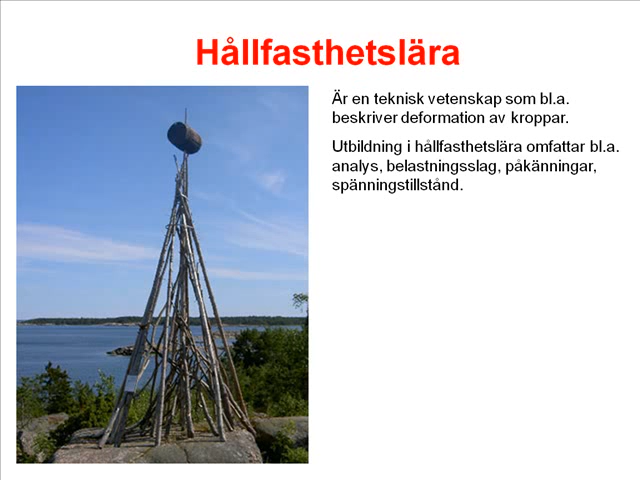 Hållfasthetslära
Är en teknisk vetenskap som bl.a.
beskriver deformation av kroppar.
Utbildning i hållfasthetslära omfattar bl.a.
analys, belastningsslag, påkänningar,
spänningstillstånd.